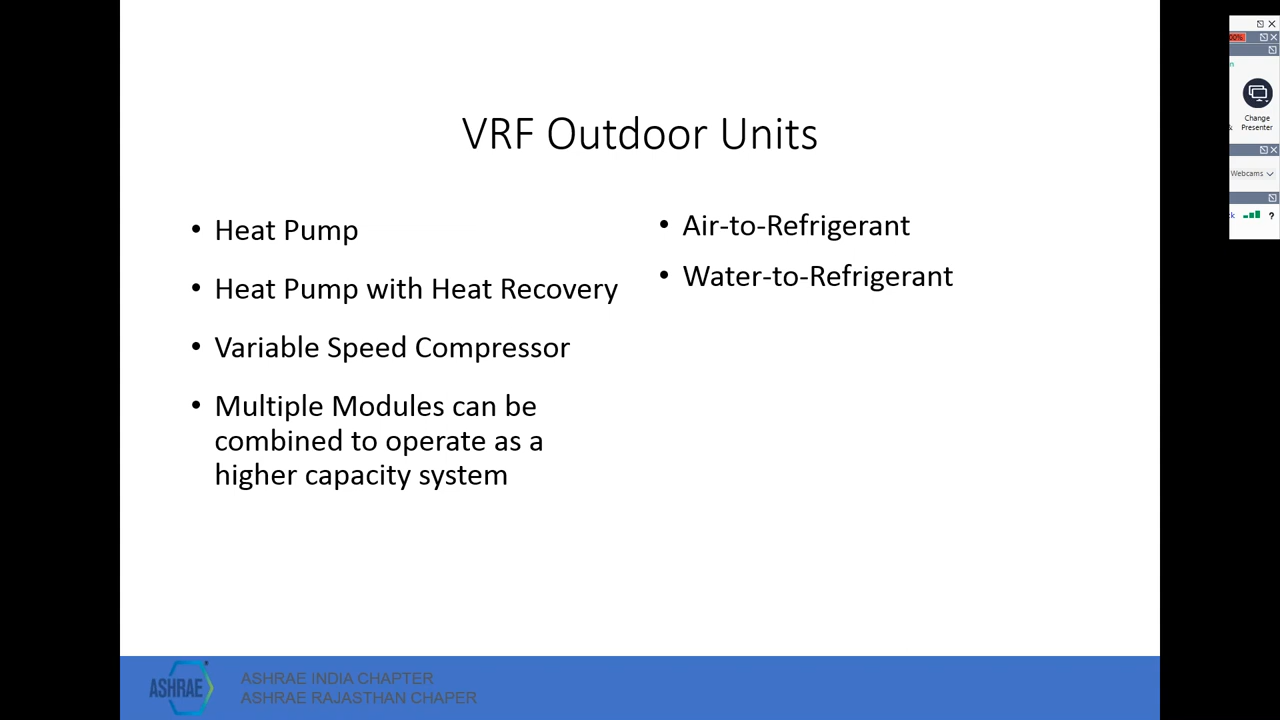 VRF Outdoor Units
• Heat Pump
• Heat Pump with Heat Recovery
• Variable Speed Compressor
• Multiple Modules can be
combined to operate as a
higher capacity system
• Air-to-Refrigerant
• Water-to-Refrigerant
ASHRAE
ASHRAE INDIA CHAPTER
ASHRAE RAJASTHAN CHAPER
Change
Presenter
Webcams
?